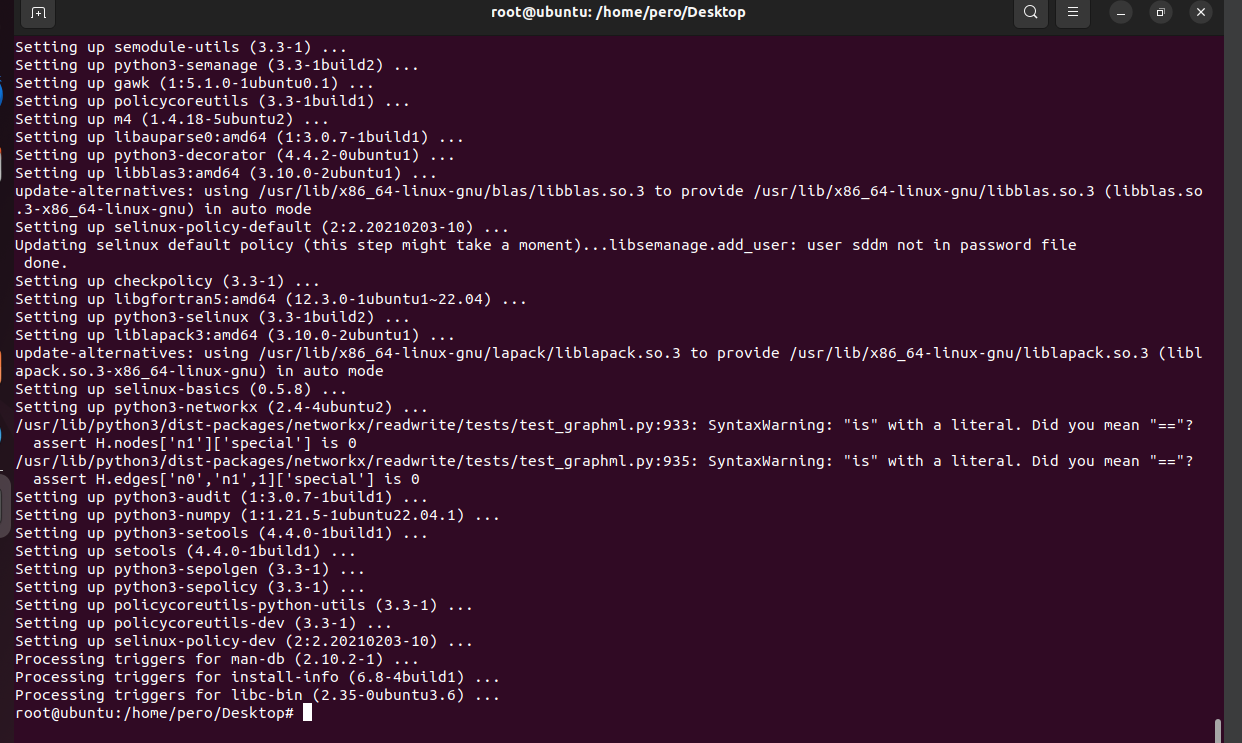 root@ubuntu: /home/pero/Desktop
Setting up semodule-utils (3.3-1) ...
Setting up python3-semanage (3.3-1build2) ...
Setting up gawk (1:5.1.0-1ubuntu0.1) ...
Setting up policycoreutils (3.3-1build1) ...
Setting up m4 (1.4.18-5ubuntu2) ...
Setting up libauparse0:amd64 (1:3.0.7-1build1) ...
Setting up python3-decorator (4.4.2-0ubuntu1) ...
Setting up libblas3:amd64 (3.10.0-2ubuntu1) ...
update-alternatives: using /usr/lib/x86_64-linux-gnu/blas/libblas.so.3 to provide /usr/lib/x86_64-linux-gnu/libblas.so.3 (libblas.so
.3-x86_64-linux-gnu) in auto mode
Setting up selinux-policy-default (2:2.20210203-10) ...
Updating selinux default policy (this step might take a moment)...libsemanage.add_user: user sddm not in password file
 done.
Setting up checkpolicy (3.3-1) ...
Setting up libgfortran5:amd64 (12.3.0-1ubuntu1~22.04) ...
Setting up python3-selinux (3.3-1build2) ...
Setting up liblapack3:amd64 (3.10.0-2ubuntu1) ...
update-alternatives: using /usr/lib/x86_64-linux-gnu/lapack/liblapack.so.3 to provide /usr/lib/x86_64-linux-gnu/liblapack.so.3 (libl
apack.so.3-x86_64-linux-gnu) in auto mode
Setting up selinux-basics (0.5.8) ...
Setting up python3-networkx (2.4-4ubuntu2) ...
/usr/lib/python3/dist-packages/networkx/readwrite/tests/test_graphml.py:933: SyntaxWarning: "is" with a literal. Did you mean "=="?
  assert H.nodes['n1']['special'] is 0
/usr/lib/python3/dist-packages/networkx/readwrite/tests/test_graphml.py:935: SyntaxWarning: "is" with a literal. Did you mean "=="?
  assert H.edges['n0','n1',1]['special'] is 0
Setting up python3-audit (1:3.0.7-1build1) ...
Setting up python3-numpy (1:1.21.5-1ubuntu22.04.1) ...
Setting up python3-setools (4.4.0-1build1) ...
Setting up setools (4.4.0-1build1) ...
Setting up python3-sepolgen (3.3-1) ...
Setting up python3-sepolicy (3.3-1) ...
Setting up policycoreutils-python-utils (3.3-1) ...
Setting up policycoreutils-dev (3.3-1) ...
Setting up selinux-policy-dev (2:2.20210203-10) ...
Processing triggers for man-db (2.10.2-1) ...
Processing triggers for install-info (6.8-4build1) ...
Processing triggers for libc-bin (2.35-0ubuntu3.6) ...
root@ubuntu:/home/pero/Desktop#